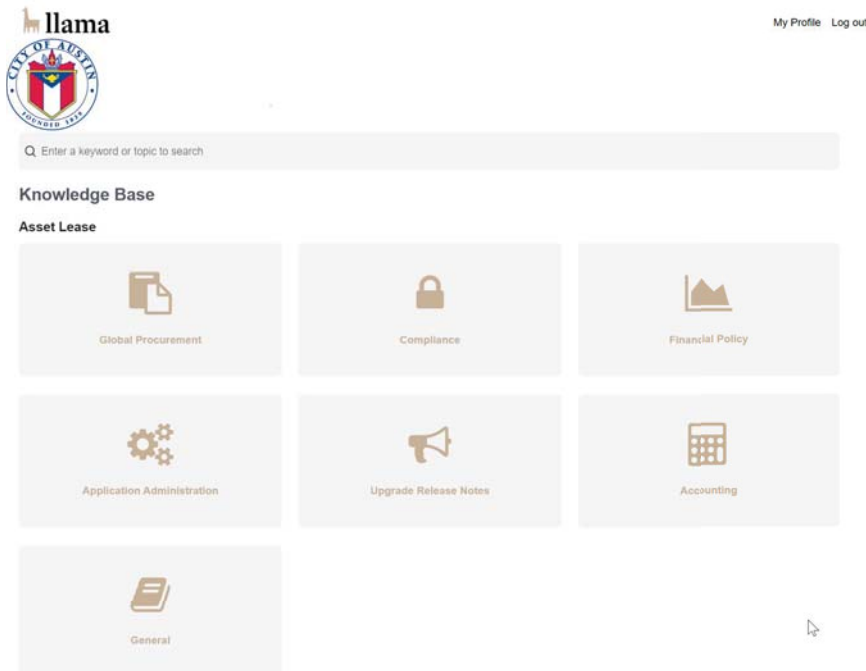 llama
My Profile Log out
CITY OF AUSTIN
FOUNDED 1839
Enter a keyword or topic to search
Knowledge Base
Asset Lease
Global Procurement
Compliance
Financial Policy
Application Administration
Upgrade Release Notes
Accounting
General